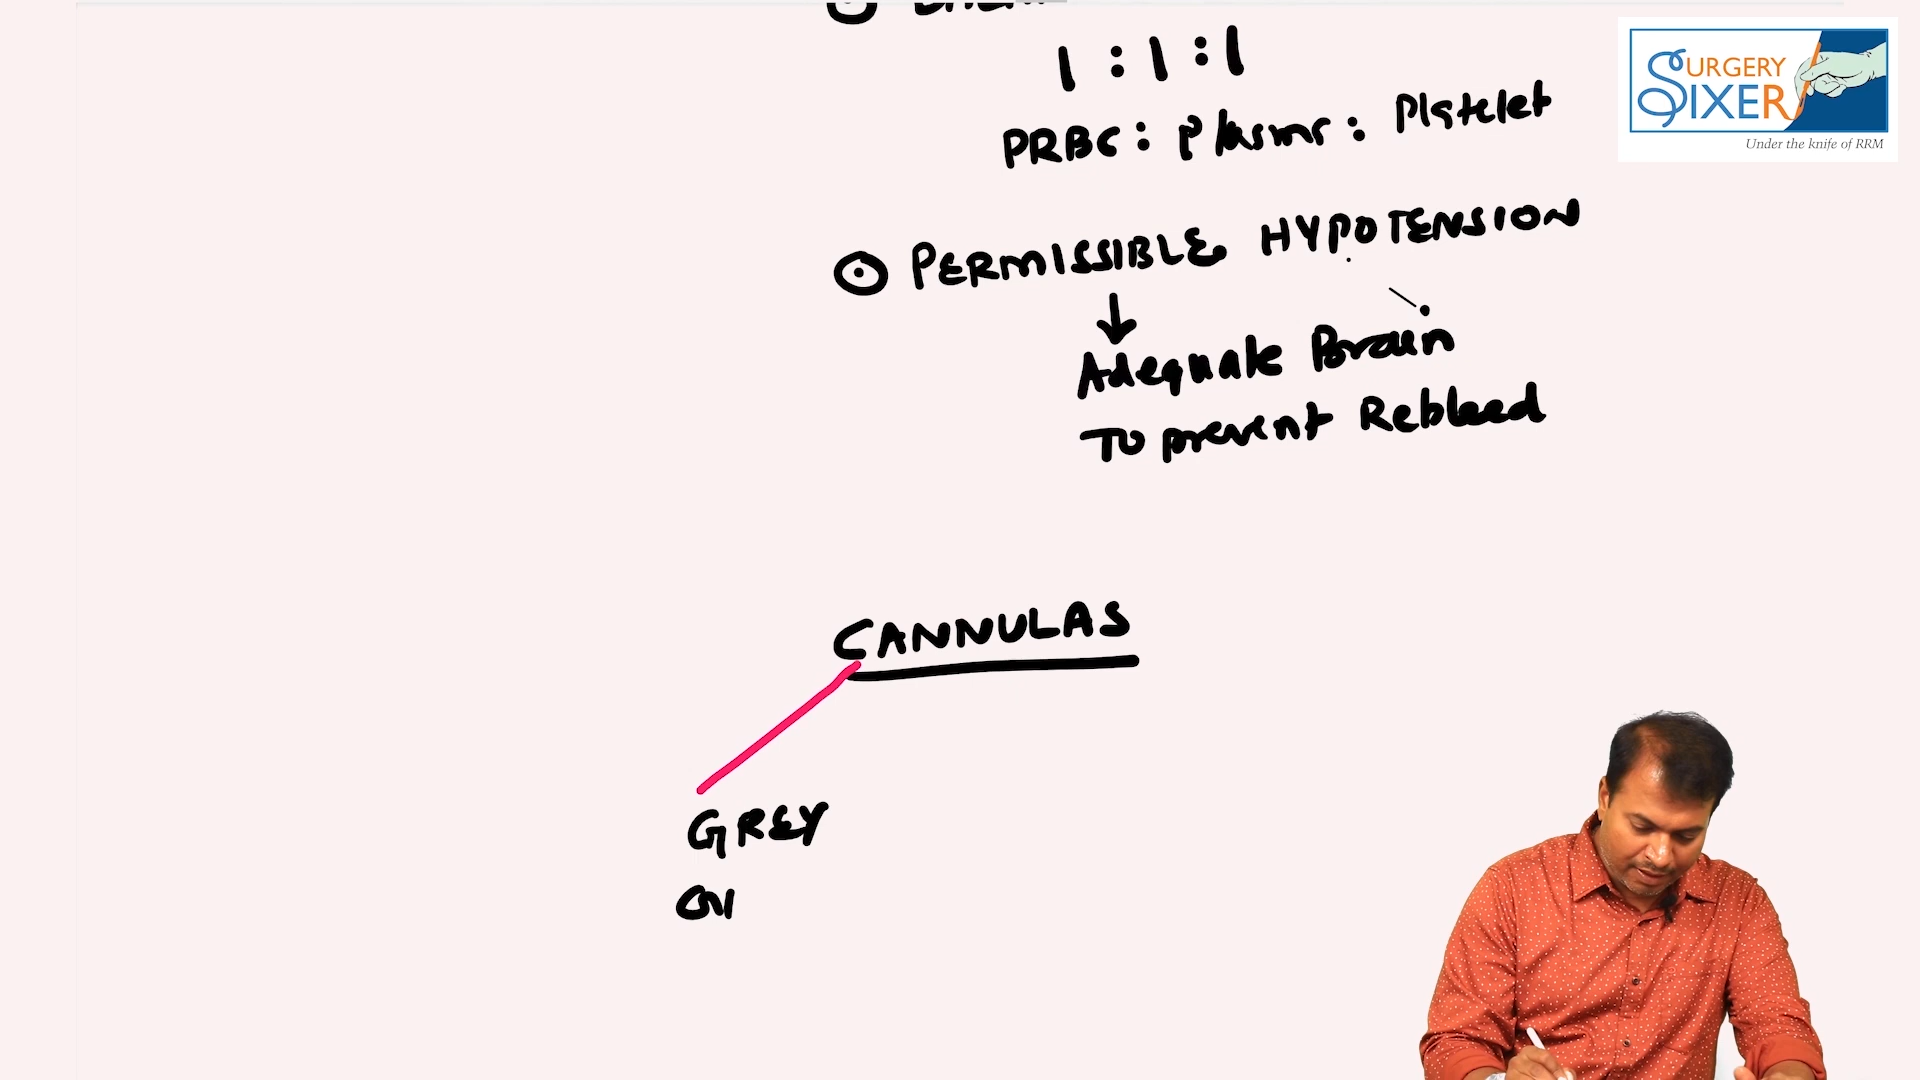 1 : 1 : 1
PRBC : Plasma : Platelet
⊙ PERMISSIBLE HYPOTENSION
↓
Adequate Brain
To prevent Rebleed
CANNULAS
GREY
SURGERY
SIXER
Under the knife of RRM